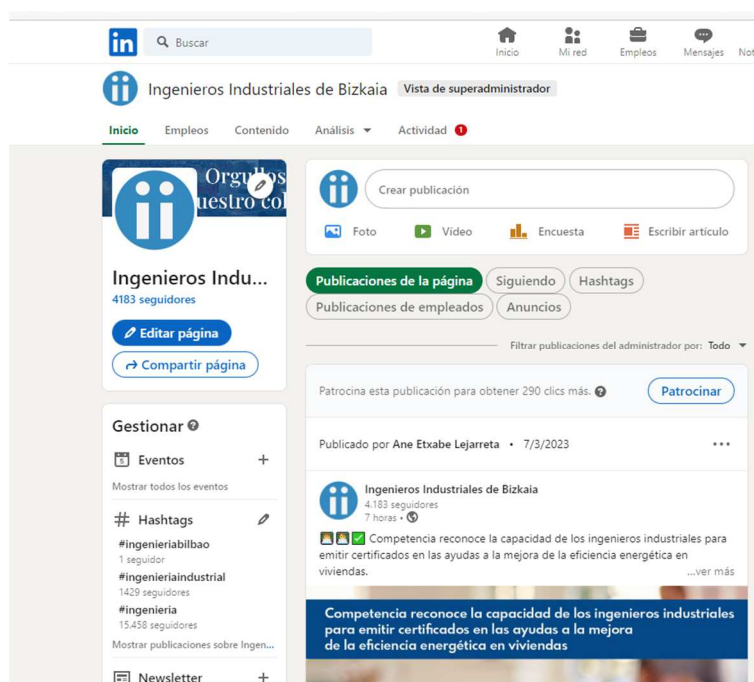 in
Buscar
Inicio
Mi red
Empleos
Mensajes
Not
Ingenieros Industriales de Bizkaia
Vista de superadministrador
Inicio
Empleos
Contenido
Análisis
Actividad 1
Orgullos
uestro col
Ingenieros Indu...
4183 seguidores
Editar página
Compartir página
Gestionar
Eventos
Mostrar todos los eventos
Hashtags
#ingenieriabilbao
1 seguidor
#ingenieriaindustrial
1429 seguidores
#ingenieria
15.458 seguidores
Mostrar publicaciones sobre Ingen...
Newsletter
Crear publicación
Foto
Vídeo
Encuesta
Escribir artículo
Publicaciones de la página
Siguiendo
Hashtags
Publicaciones de empleados
Anuncios
Filtrar publicaciones del administrador por: Todo
Patrocina esta publicación para obtener 290 clics más.
Patrocinar
Publicado por Ane Etxabe Lejarreta • 7/3/2023
Ingenieros Industriales de Bizkaia
4.183 seguidores
7 horas •
Competencia reconoce la capacidad de los ingenieros industriales para
emitir certificados en las ayudas a la mejora de la eficiencia energética en
viviendas.
...ver más
Competencia reconoce la capacidad de los ingenieros industriales
para emitir certificados en las ayudas a la mejora
de la eficiencia energética en viviendas